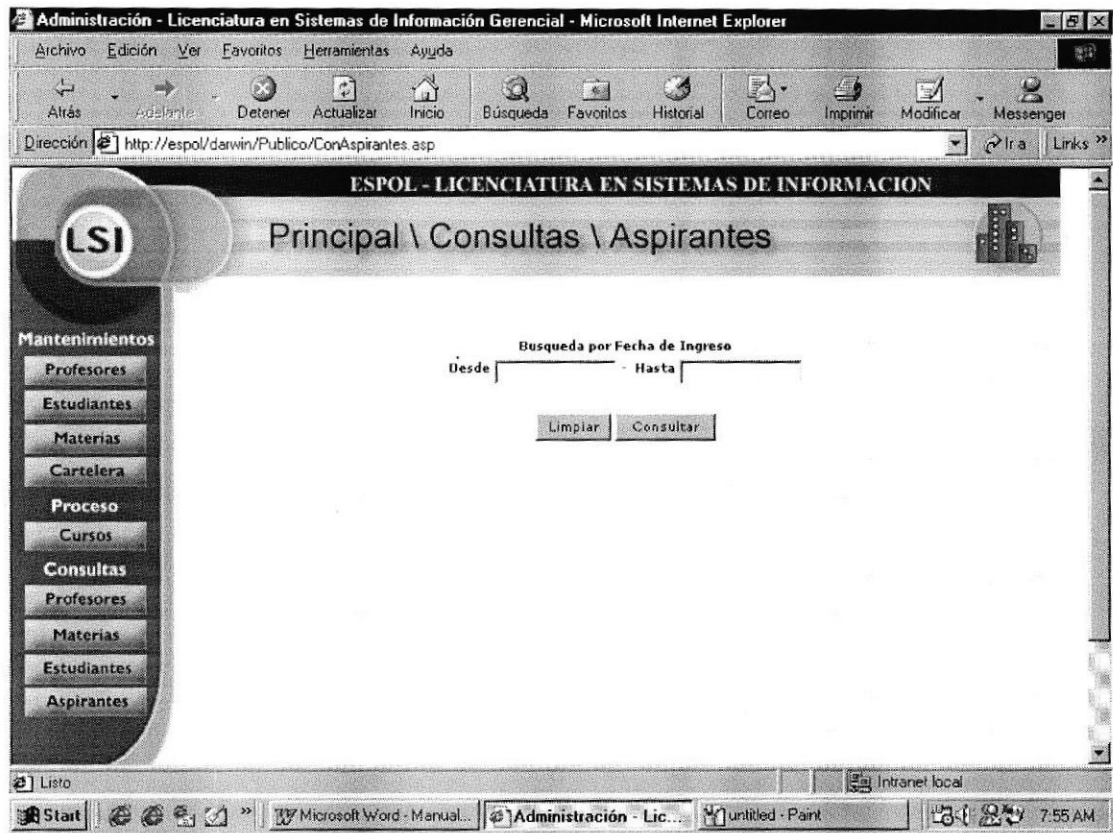 Administración - Licenciatura en Sistemas de Información Gerencial - Microsoft Internet Explorer
Archivo Edición Ver Favoritos Herramientas Ayuda
Atrás Adelante Detener Actualizar Inicio Búsqueda Favoritos Historial Correo Imprimir Modificar Messenger
Dirección http://espol/darwin/Publico/ConAspirantes.asp Ir a Links »
ESPOL - LICENCIATURA EN SISTEMAS DE INFORMACION
LSI
Principal \ Consultas \ Aspirantes
Busqueda por Fecha de Ingreso
Desde - Hasta
Limpiar Consultar
Mantenimientos
Profesores
Estudiantes
Materias
Cartelera
Proceso
Cursos
Consultas
Profesores
Materias
Estudiantes
Aspirantes
Listo Intranet local
Start » Microsoft Word - Manual... Administración - Lic... untitled - Paint 7:55 AM